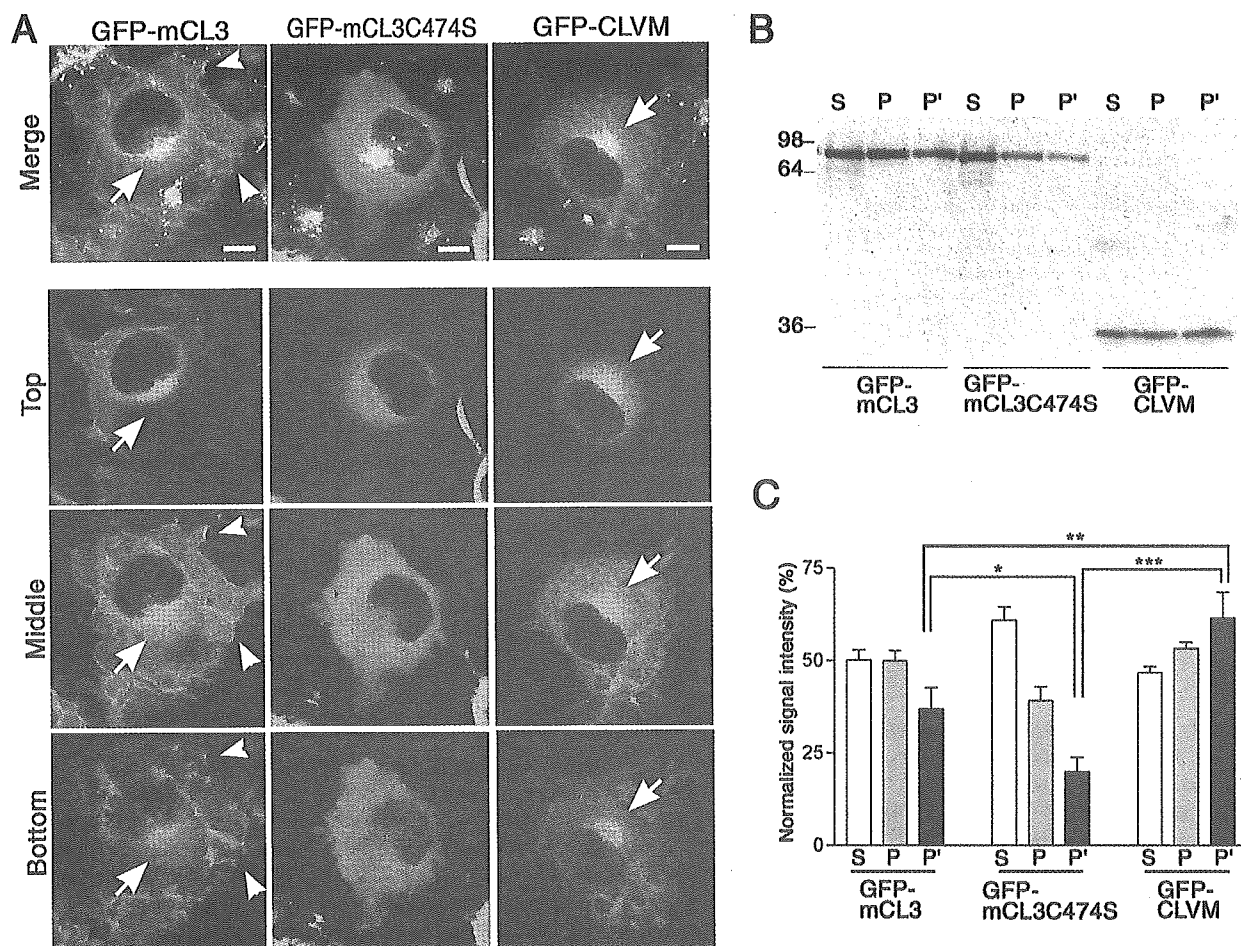 A
GFP-mCL3 GFP-mCL3C474S GFP-CLVM
Merge
Top
Middle
Bottom
B
S P P' S P P' S P P'
98
64
36
GFP-
mCL3
GFP-
mCL3C474S
GFP-
CLVM
C
Normalized signal intensity (%)
75
50
25
0
**
* ***
S P P' S P P' S P P'
GFP-
mCL3
GFP-
mCL3C474S
GFP-
CLVM